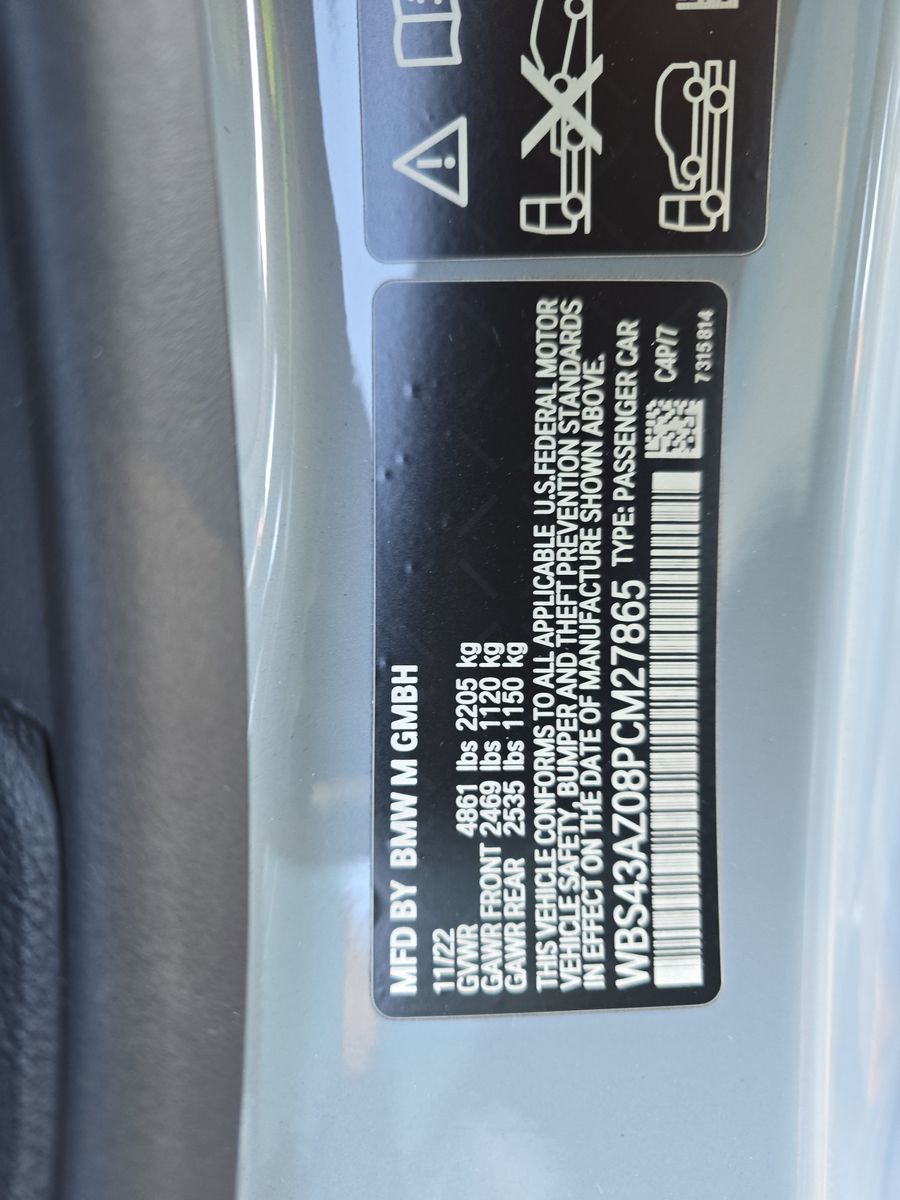 MFD BY BMW M GMBH
11/22
GVWR 4861 lbs 2205 kg
GAWR FRONT 2469 lbs 1120 kg
GAWR REAR 2535 lbs 1150 kg
THIS VEHICLE CONFORMS TO ALL APPLICABLE U.S.FEDERAL MOTOR
VEHICLE SAFETY, BUMPER AND THEFT PREVENTION STANDARDS
IN EFFECT ON THE DATE OF MANUFACTURE SHOWN ABOVE.
WBS43AZ08PCM27865 TYPE: PASSENGER CAR
C4P/7
7 315 814